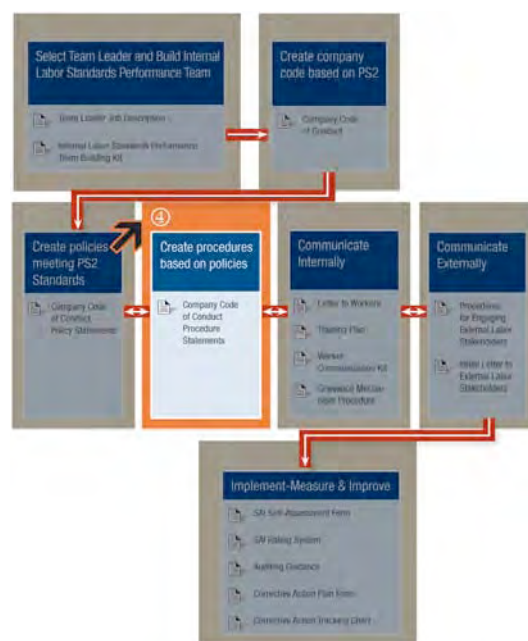 Select Team Leader and Build Internal
Labor Standards Performance Team
Team Leader Job Description
Internal Labor Standards Performance
Team Building Kit
Create company
code based on PS2
Company Code
of Conduct
Create policies
meeting PS2
Standards
Company Code
of Conduct
Policy Statements
④
Create procedures
based on policies
Company Code
of Conduct
Procedure
Statements
Communicate
Internally
Letter to Workers
Training Plan
Worker
Communication Kit
Grievance Mechan-
ism Procedure
Communicate
Externally
Procedures
for Engaging
External Labor
Stakeholders
Initial Letter to
External Labor
Stakeholders
Implement-Measure & Improve
SAI Self-Assessment Form
SAI Rating System
Auditing Guidance
Corrective Action Plan Form
Corrective Action Tracking Chart